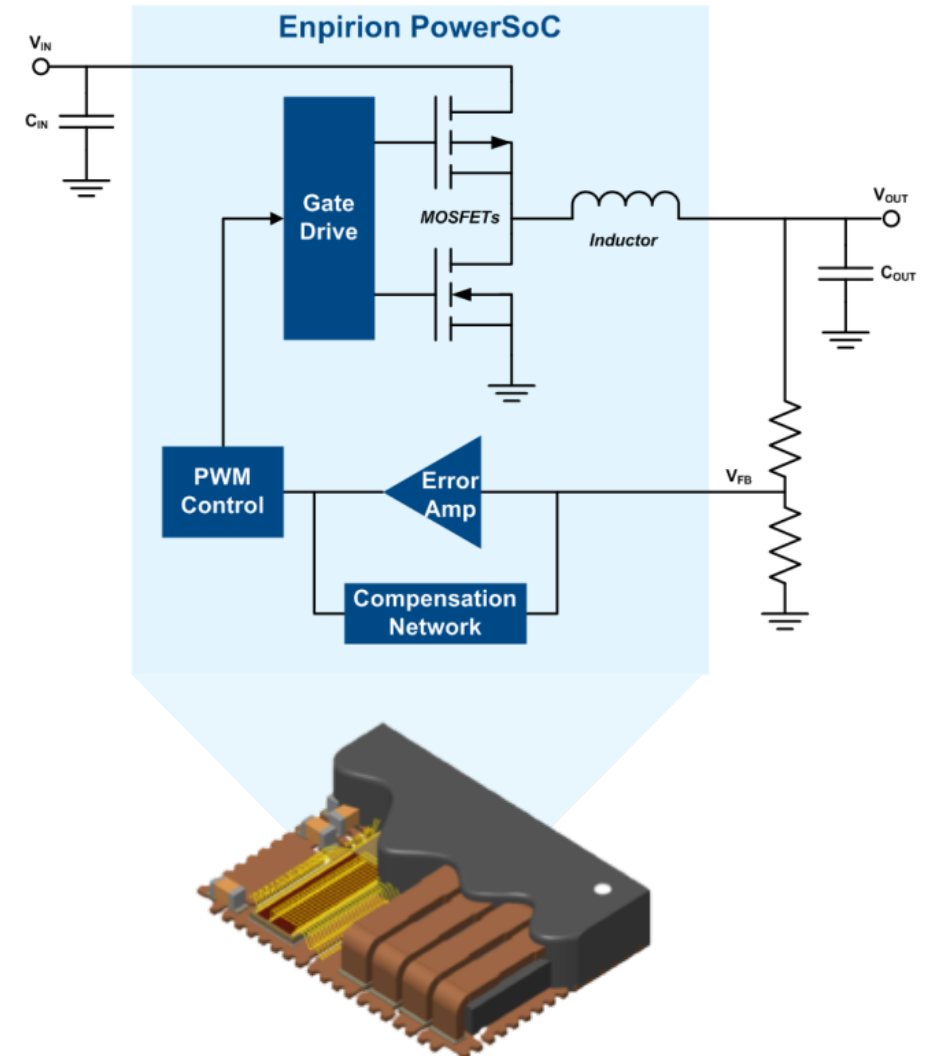 Enpirion PowerSoC
VIN
CIN
Gate
Drive
MOSFETs
Inductor
VOUT
COUT
PWM
Control
Error
Amp
VFB
Compensation
Network